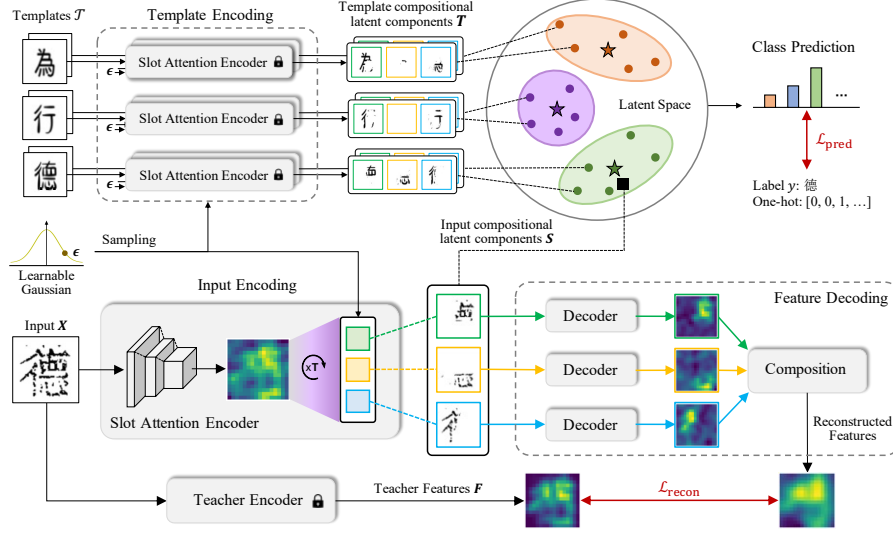 Template Encoding
Templates 𝒯
為
行
德
ϵ
Slot Attention Encoder
ϵ
Slot Attention Encoder
ϵ
Slot Attention Encoder
Template compositional
latent components T
Latent Space
Class Prediction
...
ℒpred
Label y: 德
One-hot: [0, 0, 1, …]
ϵ
Learnable
Gaussian
Sampling
Input compositional
latent components S
Input Encoding
Input X
德
xT
Slot Attention Encoder
Feature Decoding
Decoder
Decoder
Decoder
Composition
Reconstructed
Features
Teacher Encoder
Teacher Features F
ℒrecon